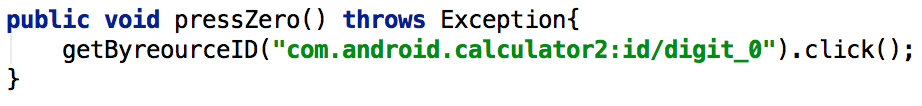 public void pressZero() throws Exception{
getByreourceID("com.android.calculator2:id/digit_0").click();
}